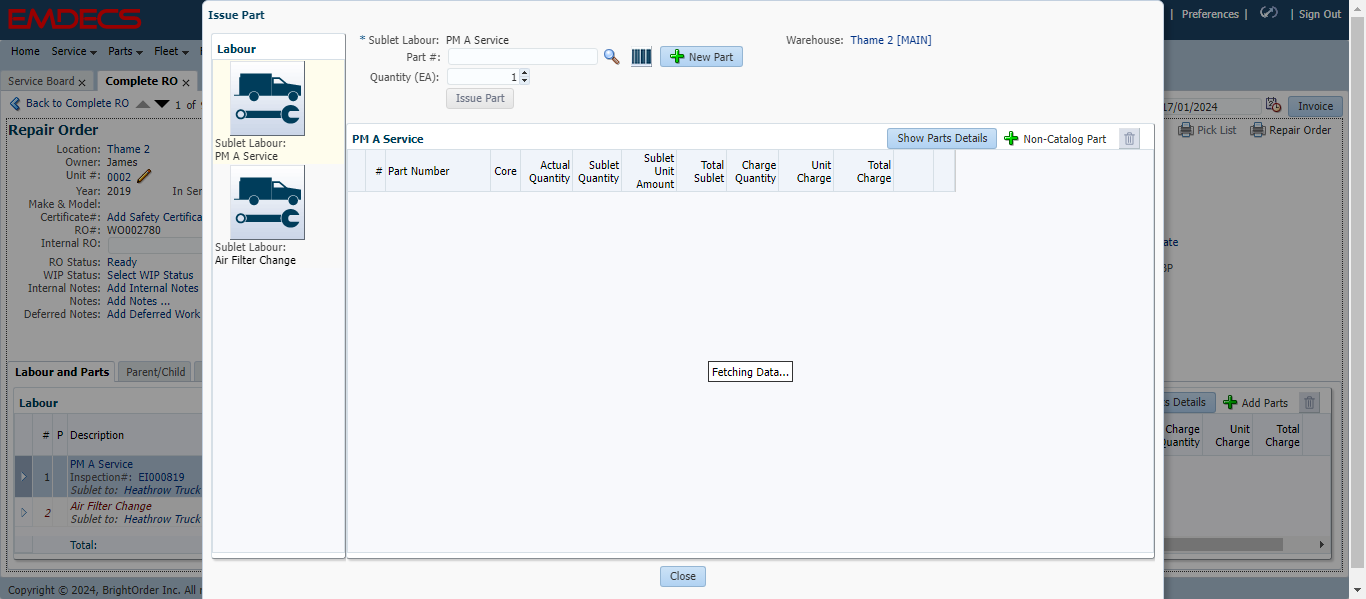 EMDECS
Issue Part
| Preferences | | Sign Out
Home Service Parts Fleet
Service Board x Complete RO x
Back to Complete RO 1 of
Labour
* Sublet Labour: PM A Service
Warehouse: Thame 2 [MAIN]
Part #: New Part
Quantity (EA): 1
Issue Part
17/01/2024 Invoice
Pick List Repair Order
Repair Order
Location: Thame 2
Owner: James
Unit #: 0002
Year: 2019 In Ser
Make & Model:
Certificate#: Add Safety Certifica
RO#: WO002780
Internal RO:
RO Status: Ready
WIP Status: Select WIP Status
Internal Notes: Add Internal Notes
Notes: Add Notes ...
Deferred Notes: Add Deferred Work
Sublet Labour:
PM A Service
Sublet Labour:
Air Filter Change
PM A Service Show Parts Details Non-Catalog Part
# Part Number Core Actual Quantity Sublet Quantity Sublet Unit Amount Total Sublet Charge Quantity Unit Charge Total Charge
Fetching Data...
ate
BP
Labour and Parts Parent/Child
Labour
# P Description
1 PM A Service
Inspection#: EI000819
Sublet to: Heathrow Truck
2 Air Filter Change
Sublet to: Heathrow Truck
Total:
s Details Add Parts
Charge Quantity Unit Charge Total Charge
Close
Copyright © 2024, BrightOrder Inc. All r